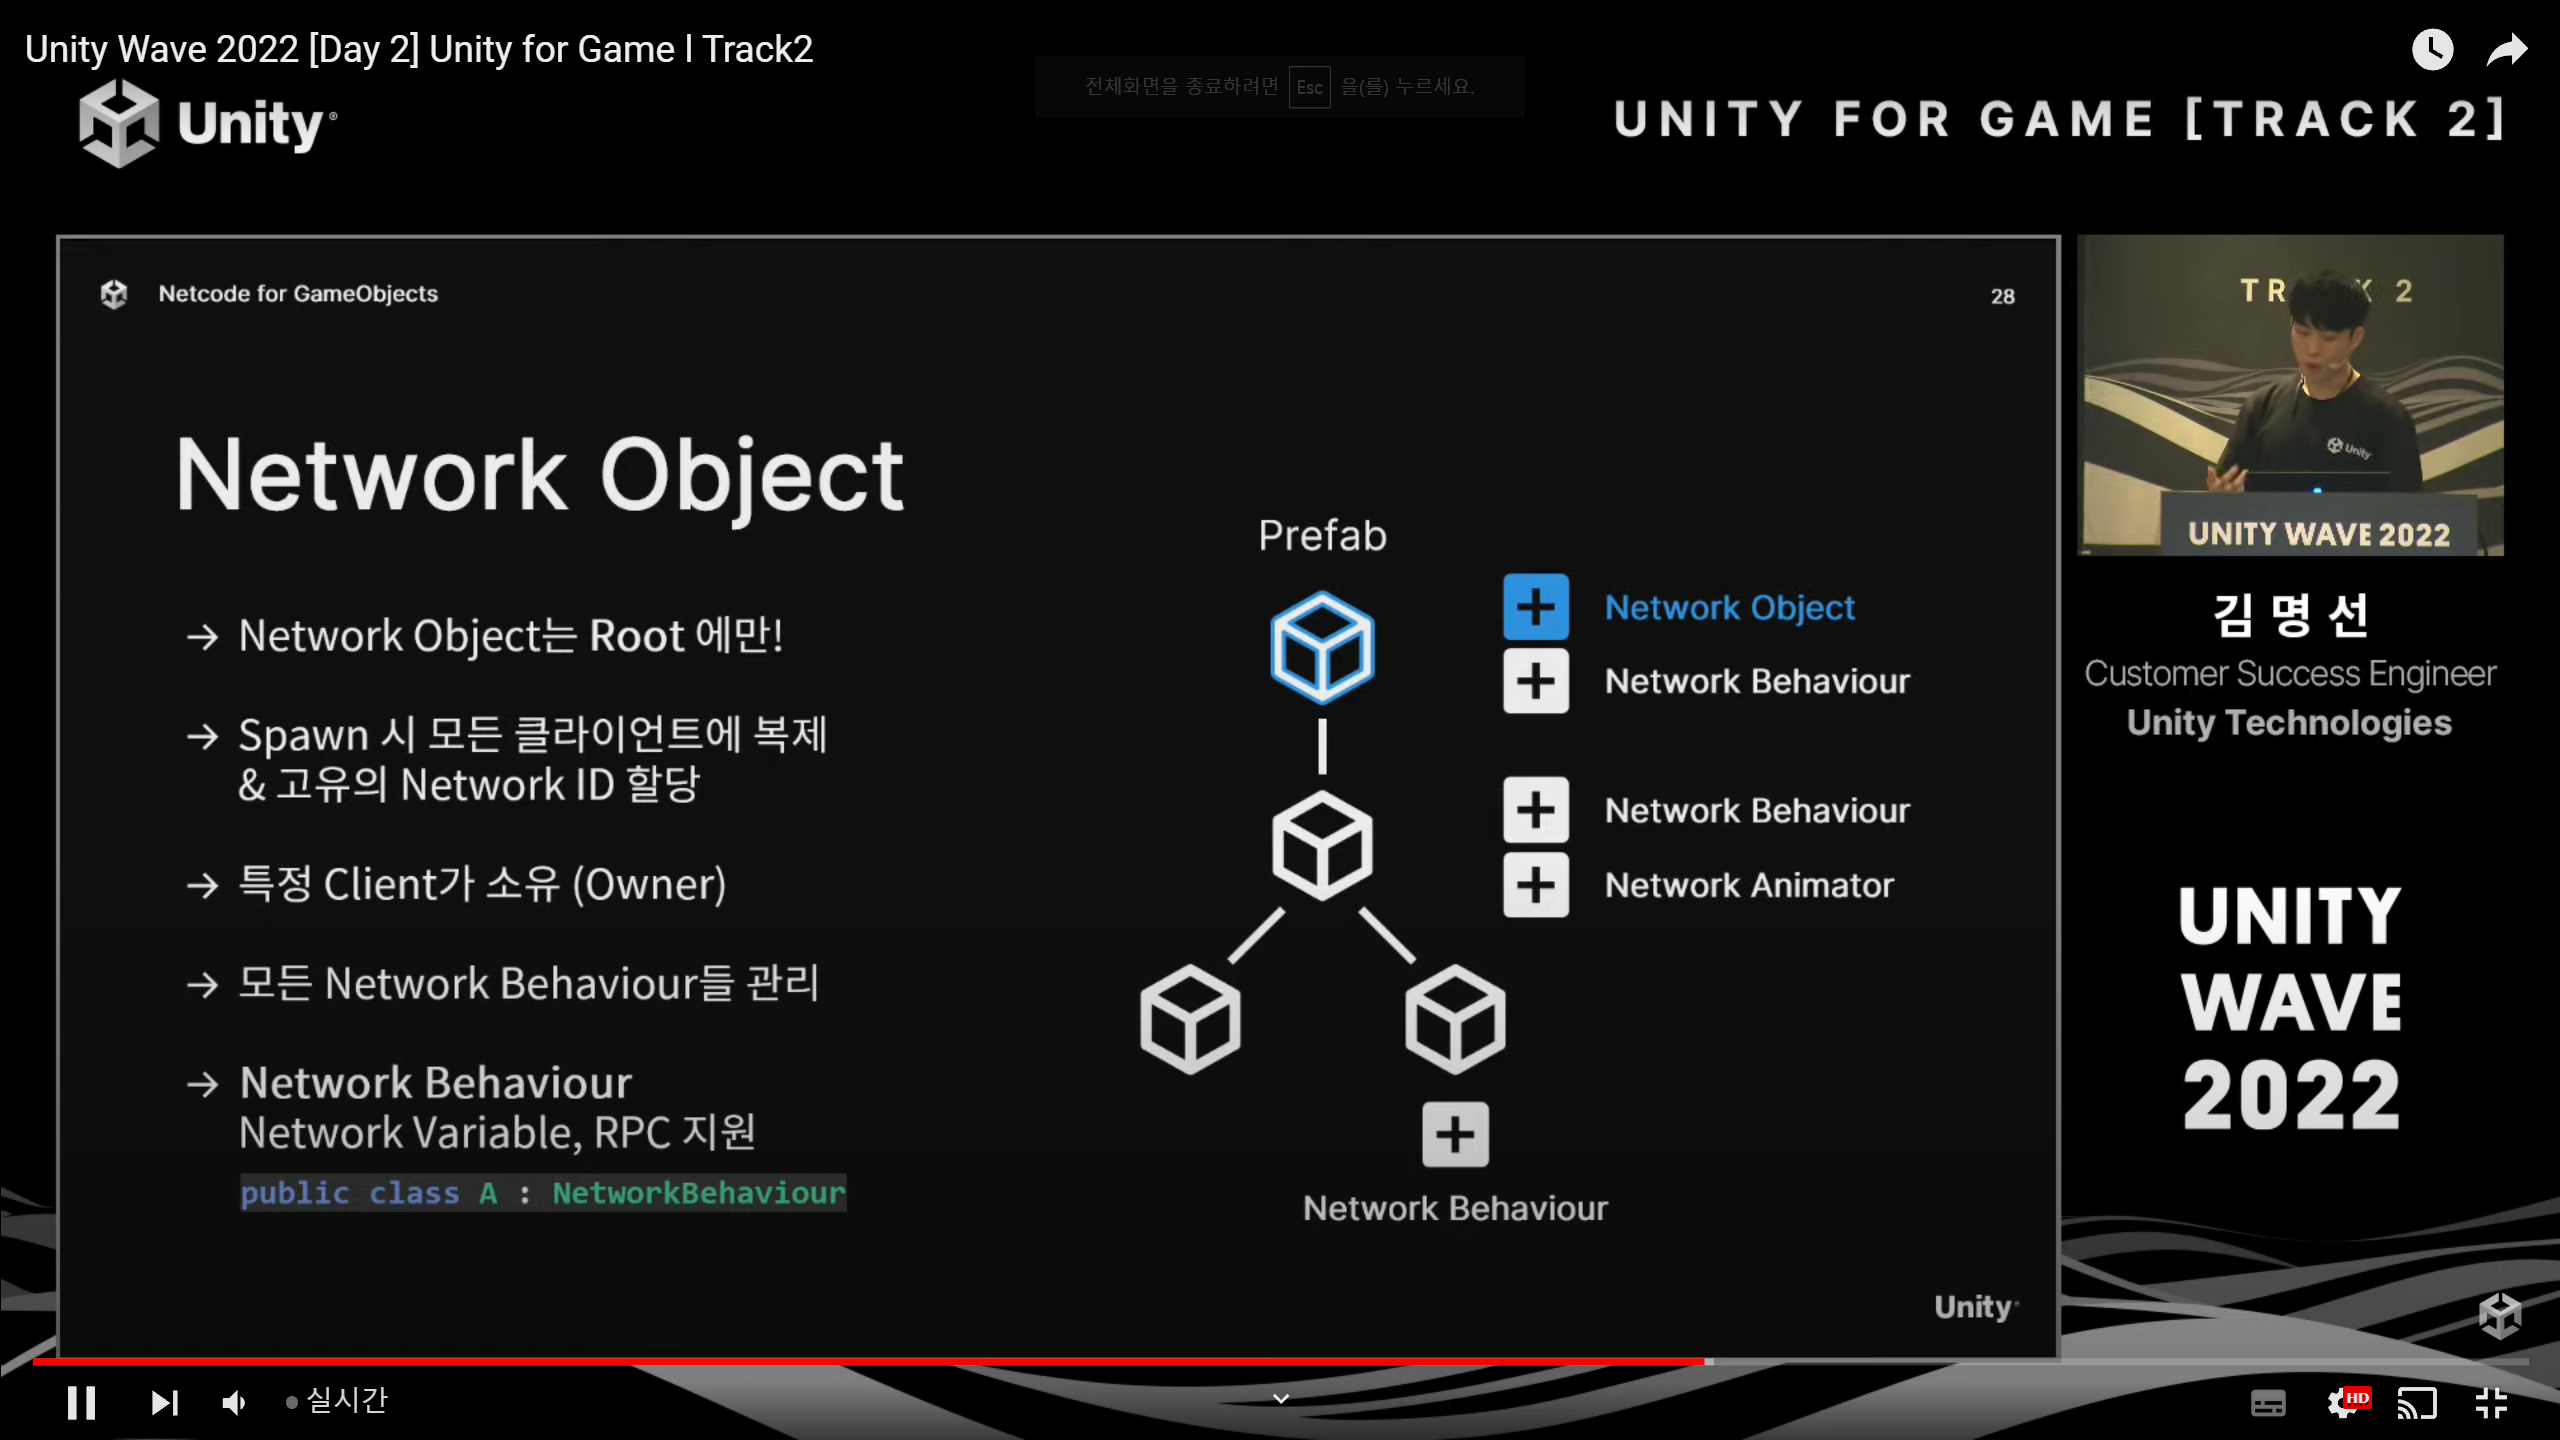 Unity Wave 2022 [Day 2] Unity for Game l Track2
전체화면을 종료하려면 Esc 을(를) 누르세요.
Unity
UNITY FOR GAME [TRACK 2]
Netcode for GameObjects
28
Network Object
→ Network Object는 Root 에만!
→ Spawn 시 모든 클라이언트에 복제
& 고유의 Network ID 할당
→ 특정 Client가 소유 (Owner)
→ 모든 Network Behaviour들 관리
→ Network Behaviour
Network Variable, RPC 지원
public class A : NetworkBehaviour
Prefab
Network Object
Network Behaviour
Network Behaviour
Network Animator
Network Behaviour
Unity
TR K 2
Unity
UNITY WAVE 2022
김명선
Customer Success Engineer
Unity Technologies
UNITY
WAVE
2022
실시간
HD